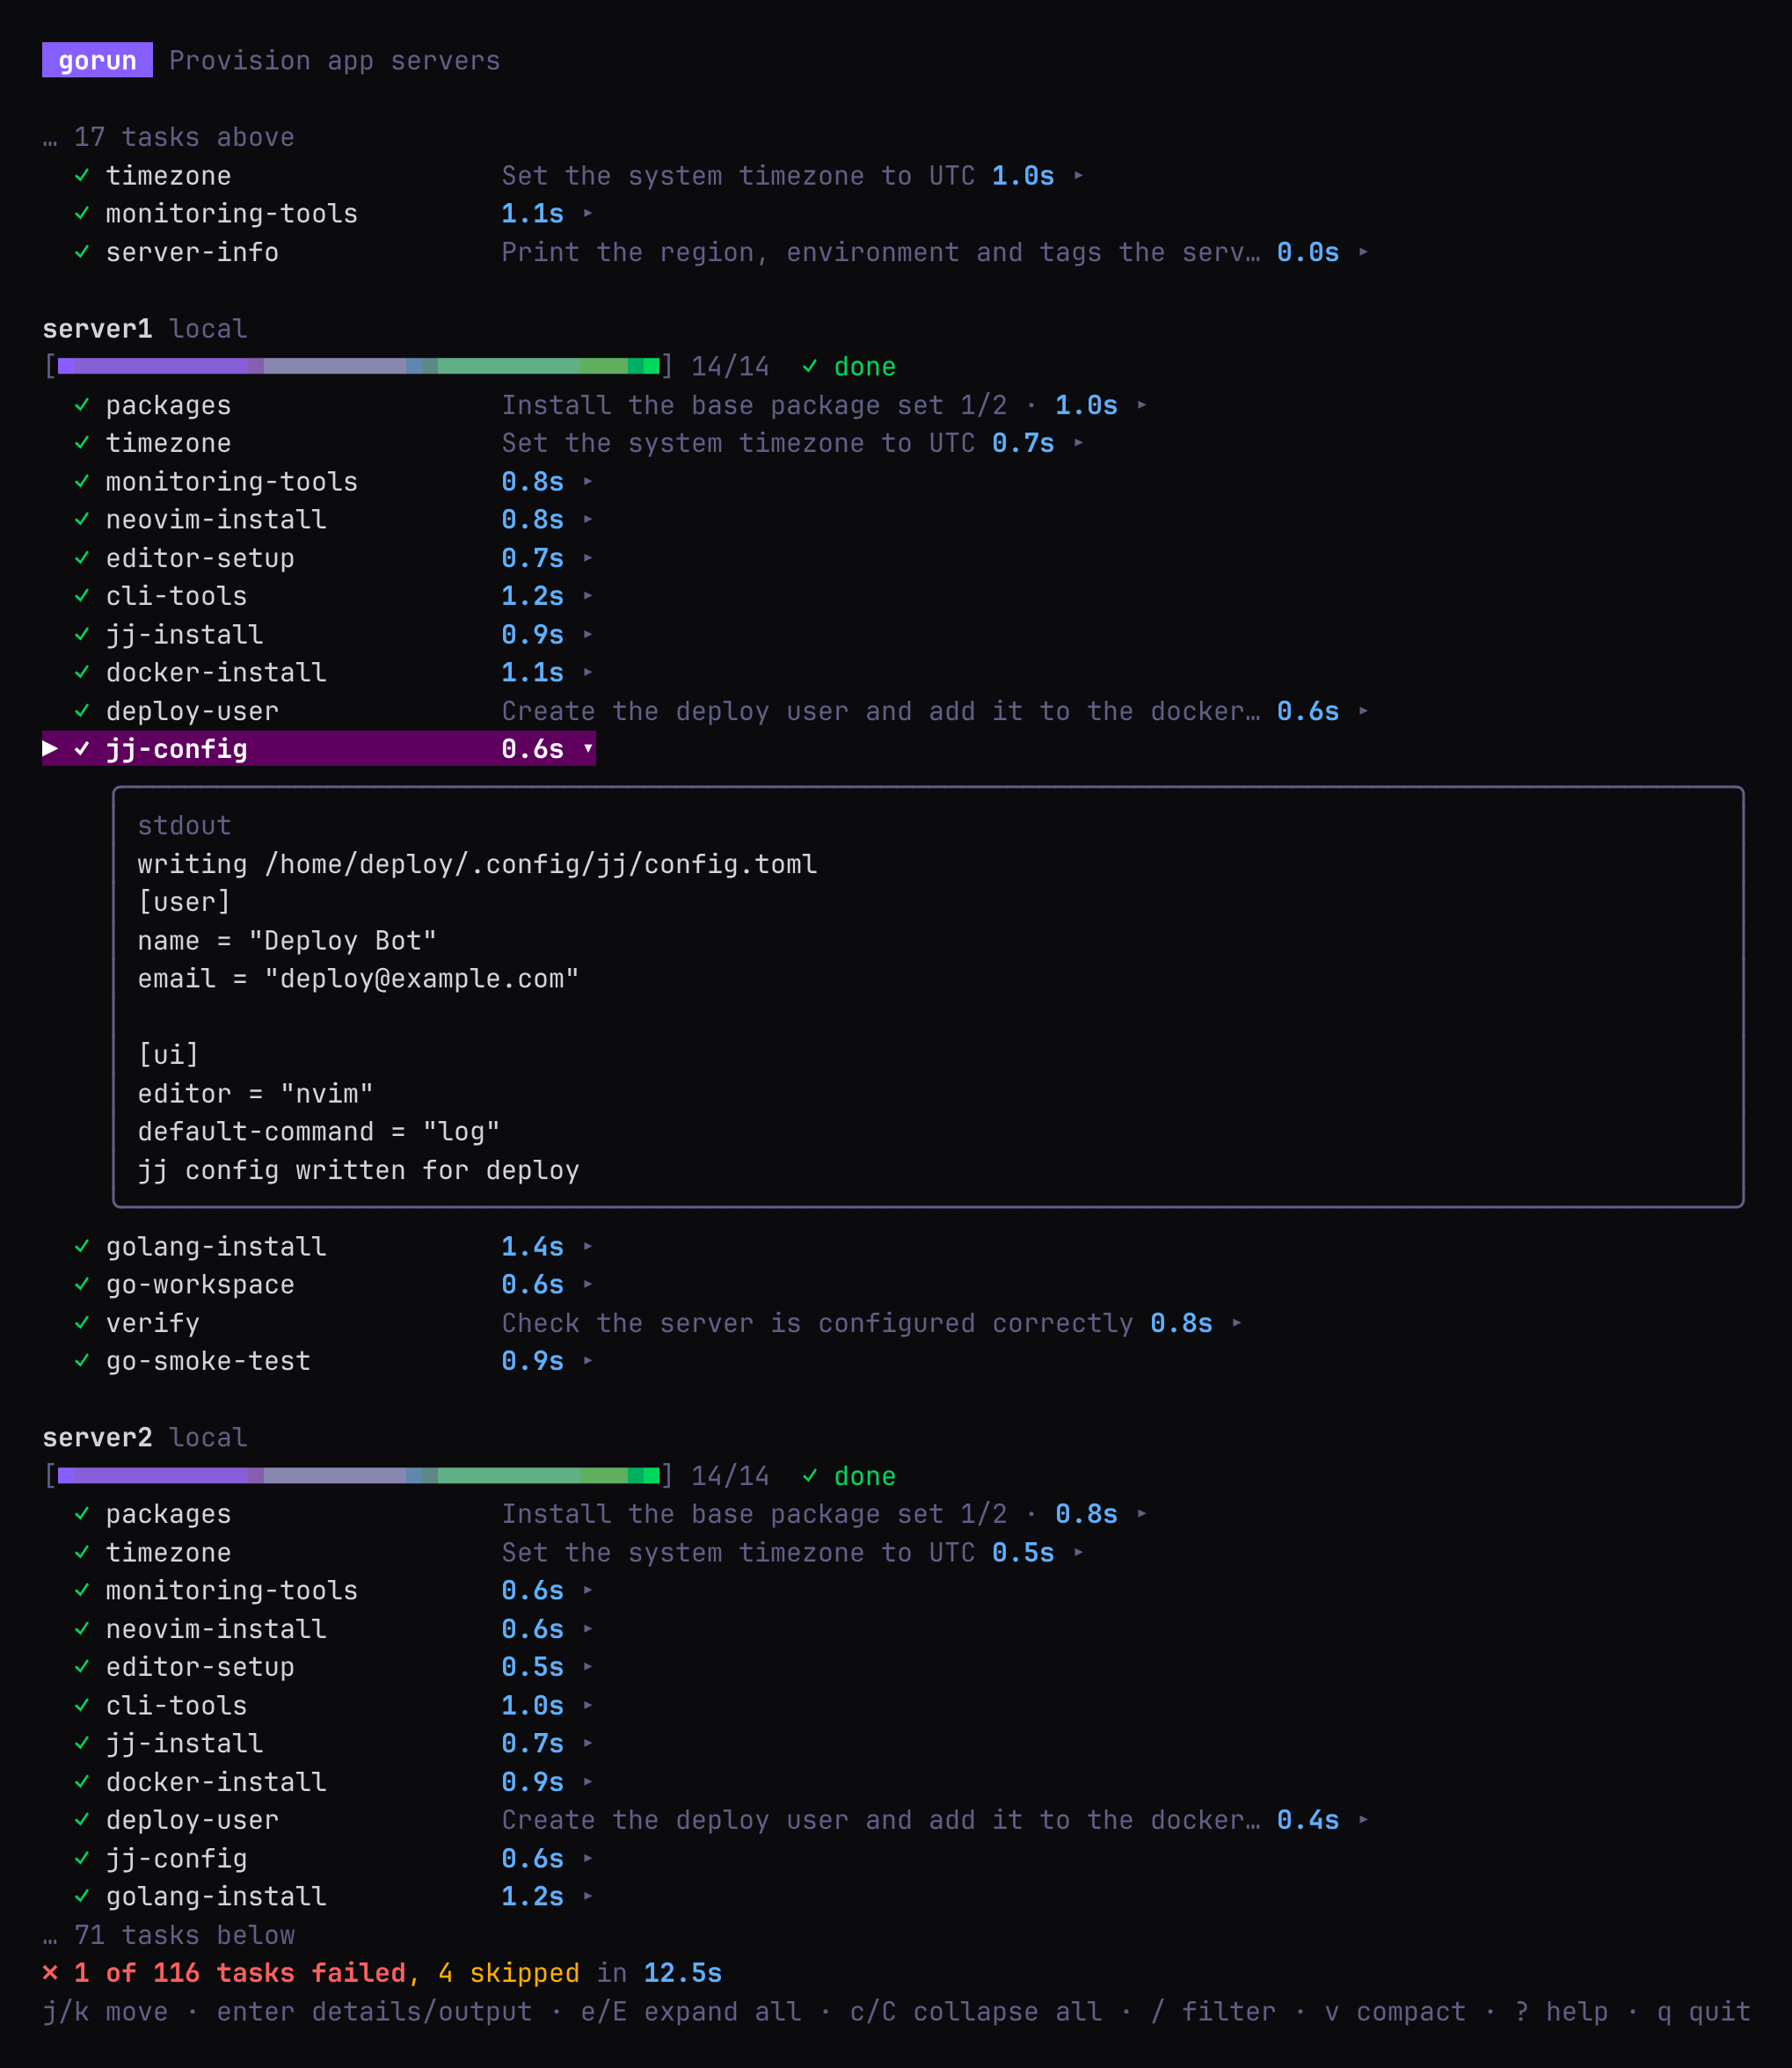 gorun Provision app servers
… 17 tasks above
✓ timezone Set the system timezone to UTC 1.0s ▸
✓ monitoring-tools 1.1s ▸
✓ server-info Print the region, environment and tags the serv… 0.0s ▸
server1 local
[] 14/14 ✓ done
✓ packages Install the base package set 1/2 · 1.0s ▸
✓ timezone Set the system timezone to UTC 0.7s ▸
✓ monitoring-tools 0.8s ▸
✓ neovim-install 0.8s ▸
✓ editor-setup 0.7s ▸
✓ cli-tools 1.2s ▸
✓ jj-install 0.9s ▸
✓ docker-install 1.1s ▸
✓ deploy-user Create the deploy user and add it to the docker… 0.6s ▸
▶ ✓ jj-config 0.6s ▾
stdout
writing /home/deploy/.config/jj/config.toml
[user]
name = "Deploy Bot"
email = "deploy@example.com"
[ui]
editor = "nvim"
default-command = "log"
jj config written for deploy
✓ golang-install 1.4s ▸
✓ go-workspace 0.6s ▸
✓ verify Check the server is configured correctly 0.8s ▸
✓ go-smoke-test 0.9s ▸
server2 local
[] 14/14 ✓ done
✓ packages Install the base package set 1/2 · 0.8s ▸
✓ timezone Set the system timezone to UTC 0.5s ▸
✓ monitoring-tools 0.6s ▸
✓ neovim-install 0.6s ▸
✓ editor-setup 0.5s ▸
✓ cli-tools 1.0s ▸
✓ jj-install 0.7s ▸
✓ docker-install 0.9s ▸
✓ deploy-user Create the deploy user and add it to the docker… 0.4s ▸
✓ jj-config 0.6s ▸
✓ golang-install 1.2s ▸
… 71 tasks below
✕ 1 of 116 tasks failed, 4 skipped in 12.5s
j/k move · enter details/output · e/E expand all · c/C collapse all · / filter · v compact · ? help · q quit